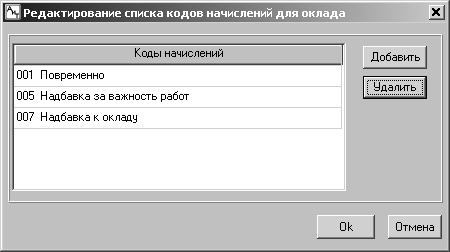 Редактирование списка кодов начислений для оклада
Коды начислений
001 Повременно
005 Надбавка за важность работ
007 Надбавка к окладу
Добавить
Удалить
Ok
Отмена